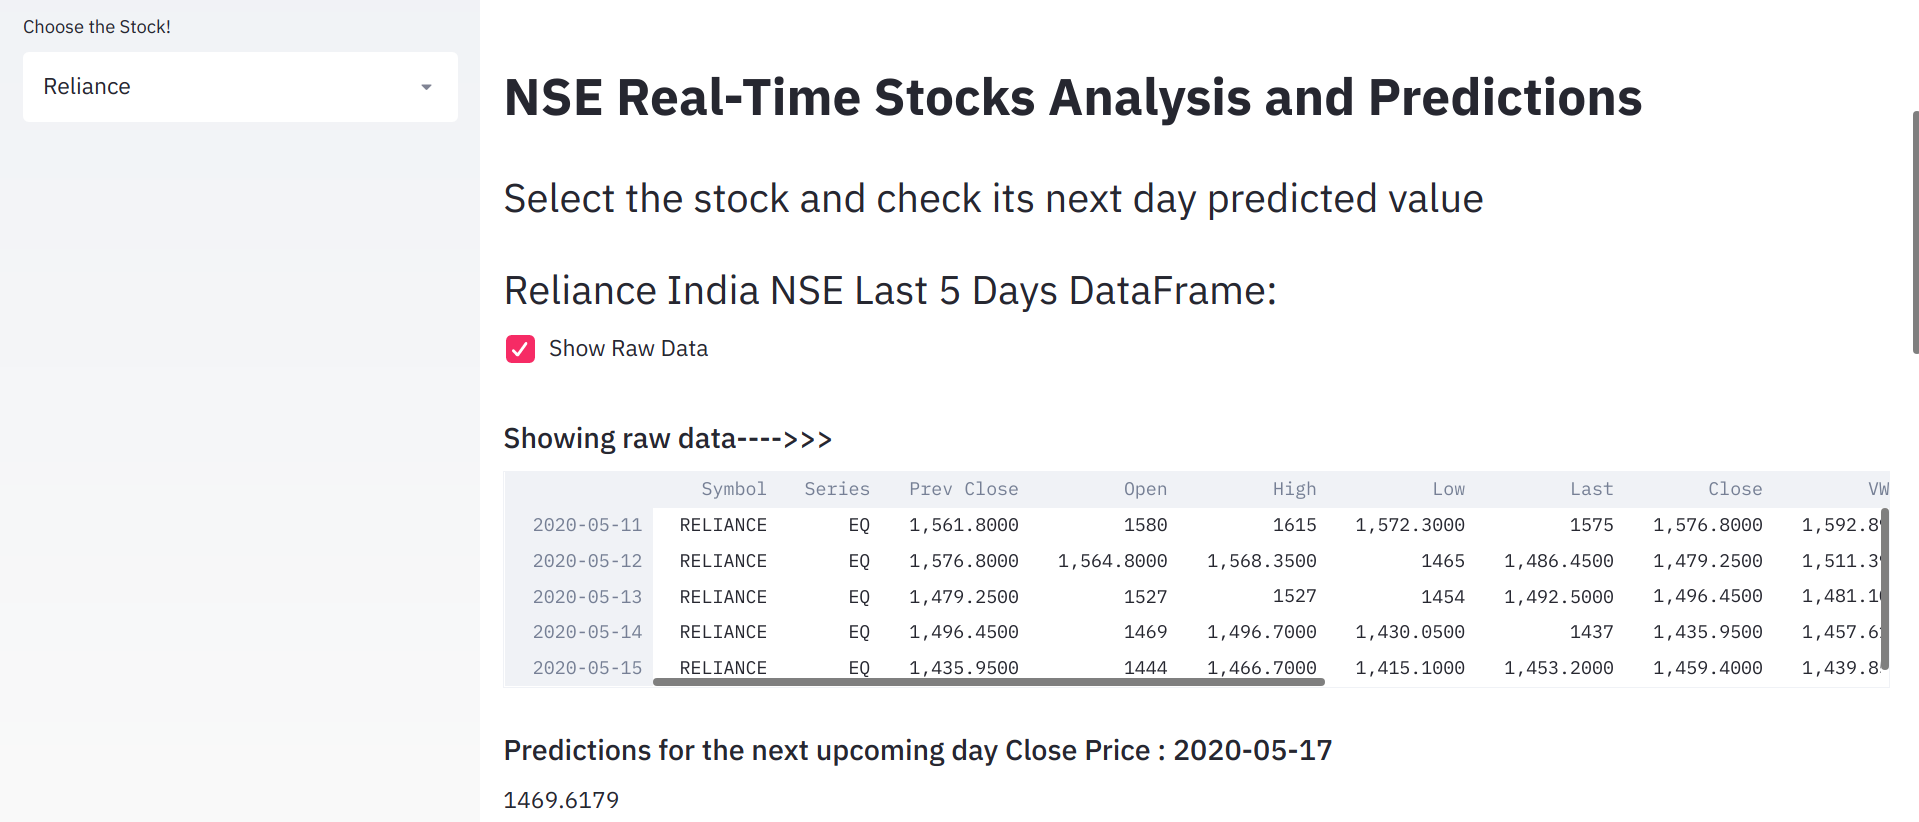 Choose the Stock!
Reliance
NSE Real-Time Stocks Analysis and Predictions
Select the stock and check its next day predicted value
Reliance India NSE Last 5 Days DataFrame:
Show Raw Data
Showing raw data---->>>
Symbol Series Prev Close Open High Low Last Close VW
2020-05-11 RELIANCE EQ 1,561.8000 1580 1615 1,572.3000 1575 1,576.8000 1,592.8
2020-05-12 RELIANCE EQ 1,576.8000 1,564.8000 1,568.3500 1465 1,486.4500 1,479.2500 1,511.3
2020-05-13 RELIANCE EQ 1,479.2500 1527 1527 1454 1,492.5000 1,496.4500 1,481.1
2020-05-14 RELIANCE EQ 1,496.4500 1469 1,496.7000 1,430.0500 1437 1,435.9500 1,457.6
2020-05-15 RELIANCE EQ 1,435.9500 1444 1,466.7000 1,415.1000 1,453.2000 1,459.4000 1,439.8
Predictions for the next upcoming day Close Price : 2020-05-17
1469.6179